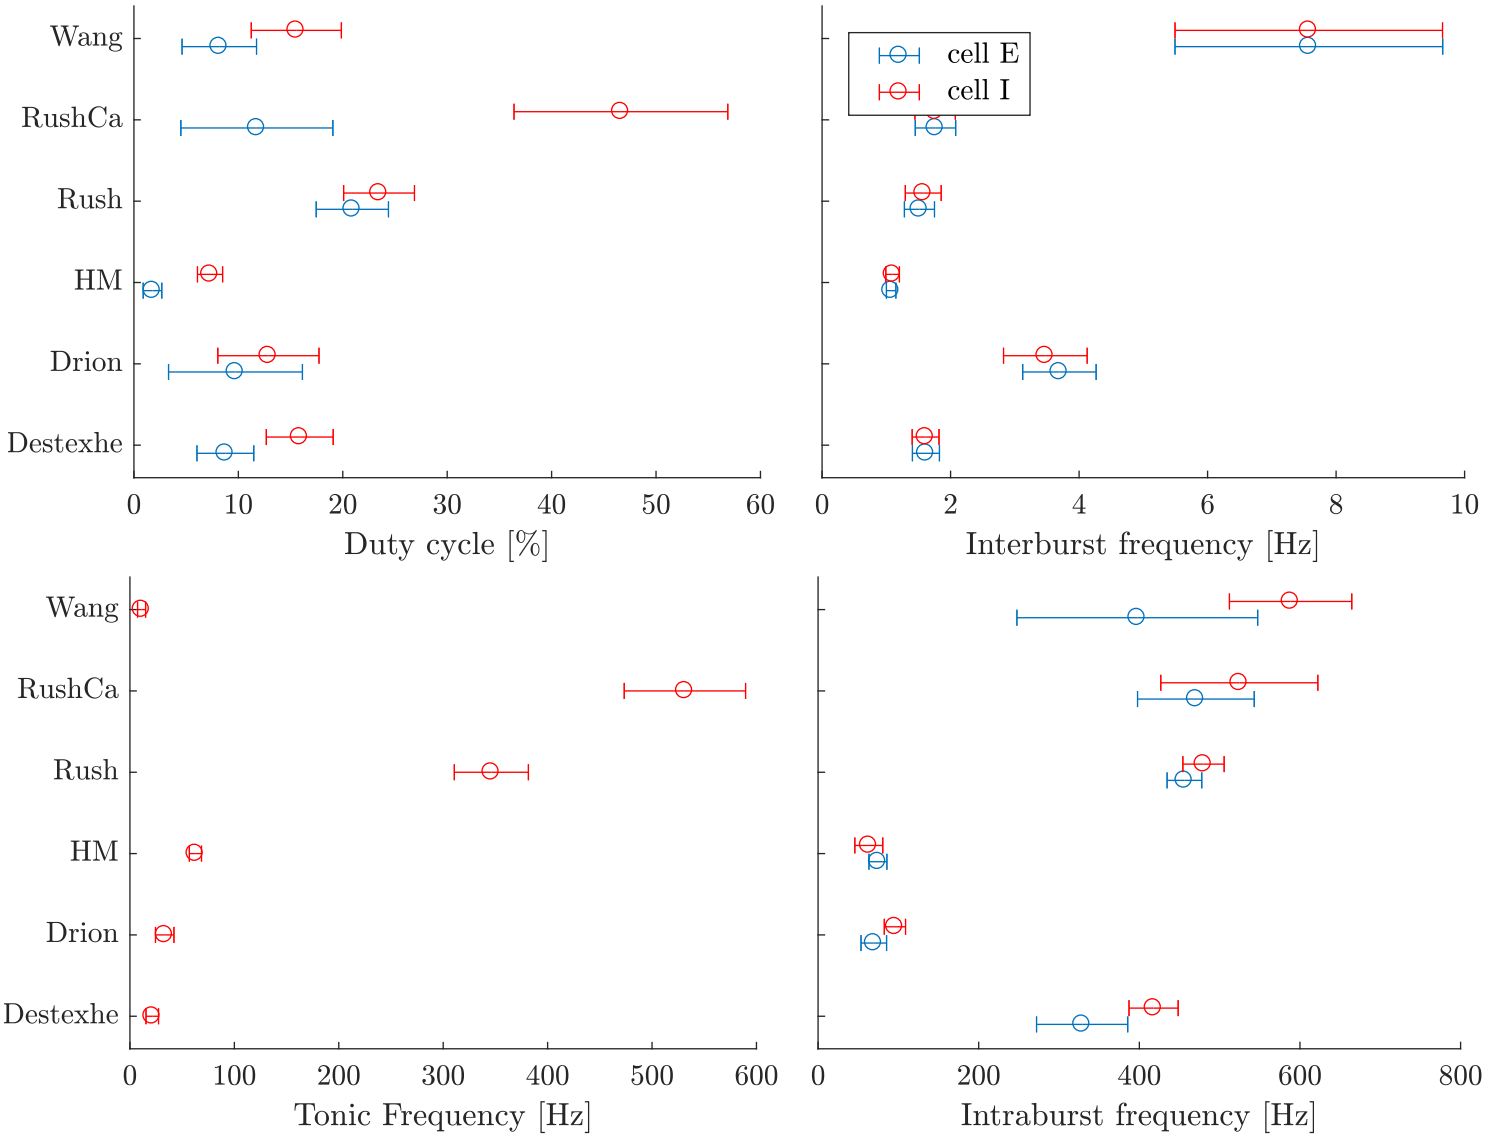 Wang
RushCa
Rush
HM
Drion
Destexhe
0 10 20 30 40 50 60
Duty cycle [%]
cell E
cell I
0 2 4 6 8 10
Interburst frequency [Hz]
Wang
RushCa
Rush
HM
Drion
Destexhe
0 100 200 300 400 500 600
Tonic Frequency [Hz]
0 200 400 600 800
Intraburst frequency [Hz]